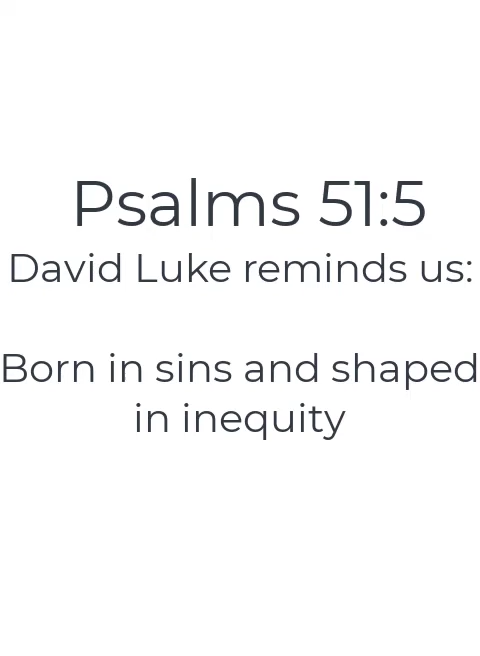 Psalms 51:5
David Luke reminds us:
Born in sins and shaped
in inequity